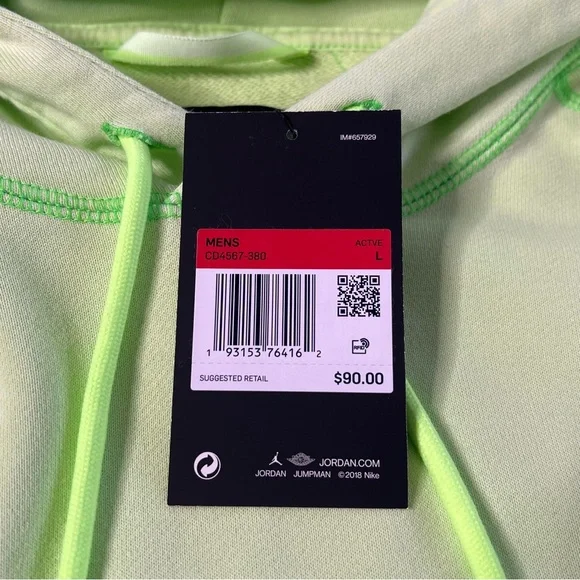 IM#657929
MENS ACTVE
CD4567-380 L
RFID
1 93153 76416 2
SUGGESTED RETAIL $90.00
JORDAN.COM
JORDAN JUMPMAN ©2018 Nike